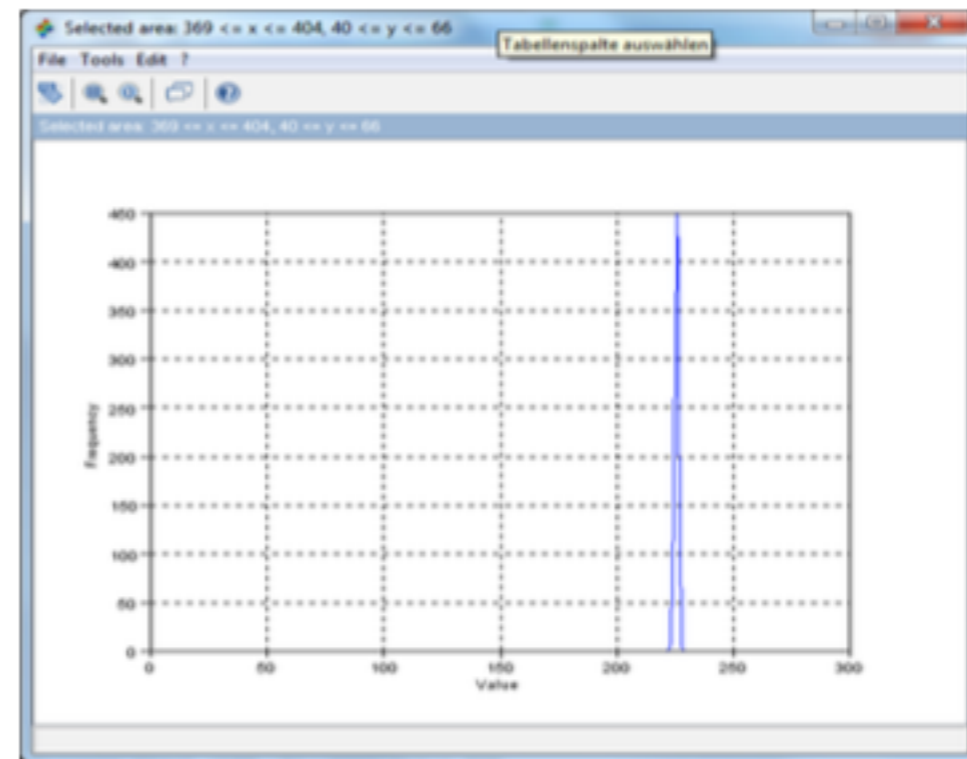 Selected area: 369 <= x <= 404, 40 <= y <= 66
Tabellenspalte auswählen
File Tools Edit ?
Selected area: 369 <= x <= 404, 40 <= y <= 66
450
400
350
300
250
200
150
100
50
0
Frequency
0 50 100 150 200 250 300
Value